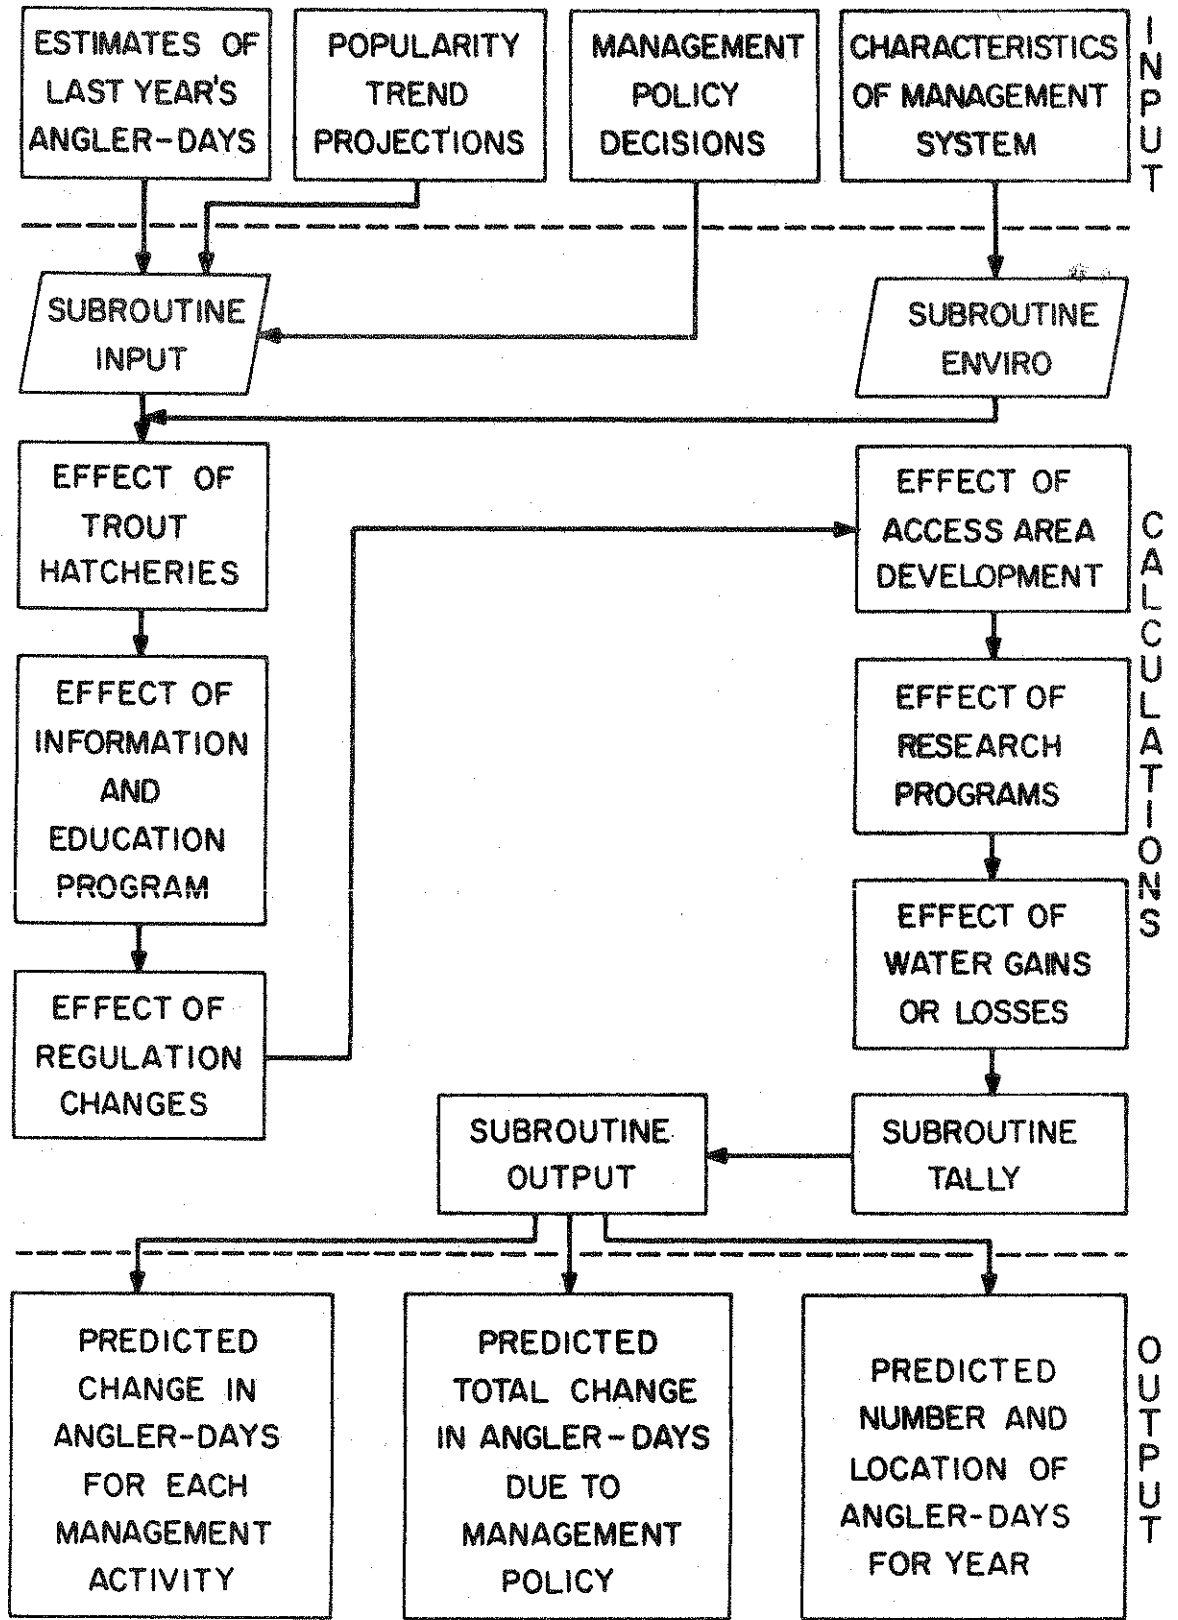 ESTIMATES OF
LAST YEAR'S
ANGLER-DAYS
POPULARITY
TREND
PROJECTIONS
MANAGEMENT
POLICY
DECISIONS
CHARACTERISTICS
OF MANAGEMENT
SYSTEM
INPUT
SUBROUTINE
INPUT
SUBROUTINE
ENVIRO
EFFECT OF
TROUT
HATCHERIES
EFFECT OF
INFORMATION
AND
EDUCATION
PROGRAM
EFFECT OF
REGULATION
CHANGES
EFFECT OF
ACCESS AREA
DEVELOPMENT
EFFECT OF
RESEARCH
PROGRAMS
EFFECT OF
WATER GAINS
OR LOSSES
CALCULATIONS
SUBROUTINE
TALLY
SUBROUTINE
OUTPUT
PREDICTED
CHANGE IN
ANGLER-DAYS
FOR EACH
MANAGEMENT
ACTIVITY
PREDICTED
TOTAL CHANGE
IN ANGLER-DAYS
DUE TO
MANAGEMENT
POLICY
PREDICTED
NUMBER AND
LOCATION OF
ANGLER-DAYS
FOR YEAR
OUTPUT